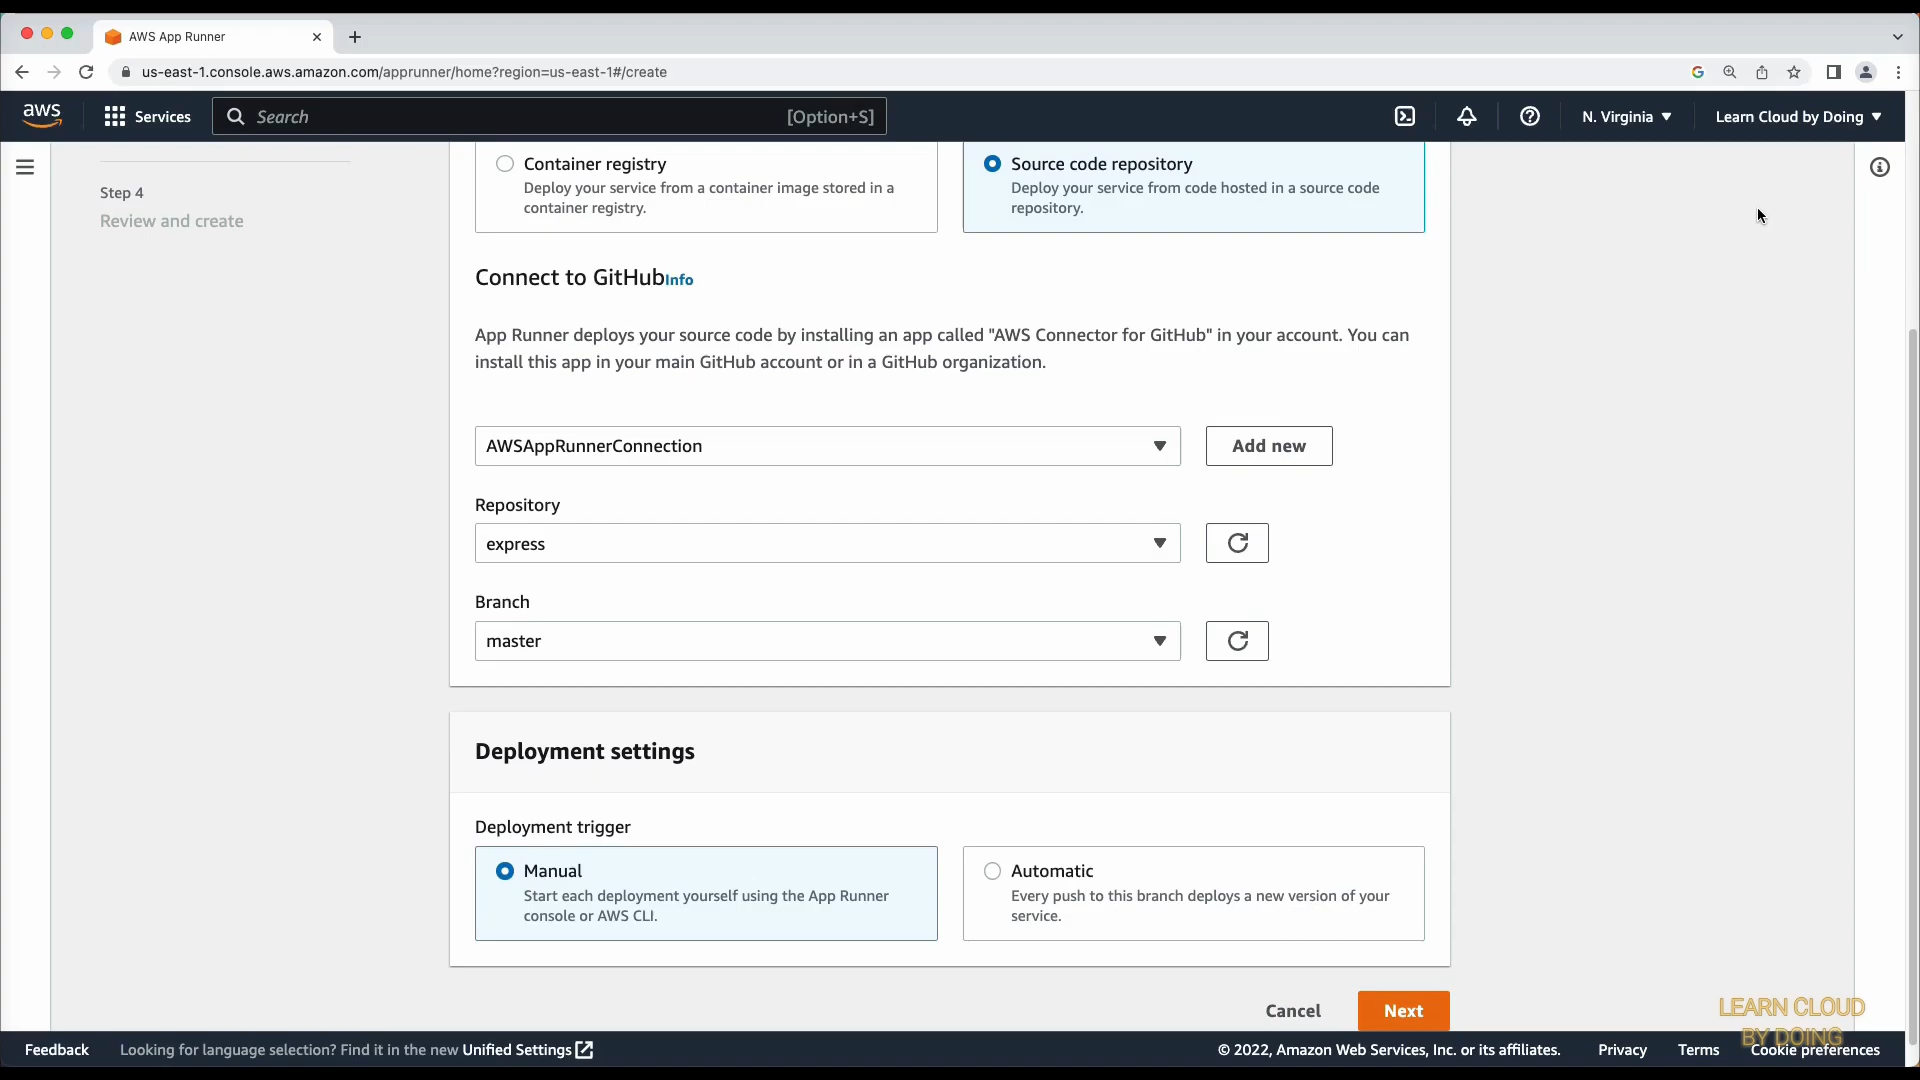 AWS App Runner
us-east-1.console.aws.amazon.com/apprunner/home?region=us-east-1#/create
aws
Services
Search
[Option+S]
N. Virginia
Learn Cloud by Doing
Step 4
Review and create
Container registry
Deploy your service from a container image stored in a
container registry.
Source code repository
Deploy your service from code hosted in a source code
repository.
Connect to GitHub Info
App Runner deploys your source code by installing an app called "AWS Connector for GitHub" in your account. You can
install this app in your main GitHub account or in a GitHub organization.
AWSAppRunnerConnection
Add new
Repository
express
Branch
master
Deployment settings
Deployment trigger
Manual
Start each deployment yourself using the App Runner
console or AWS CLI.
Automatic
Every push to this branch deploys a new version of your
service.
Cancel
Next
LEARN CLOUD
BY DOING
Feedback
Looking for language selection? Find it in the new Unified Settings
© 2022, Amazon Web Services, Inc. or its affiliates.
Privacy
Terms
Cookie preferences